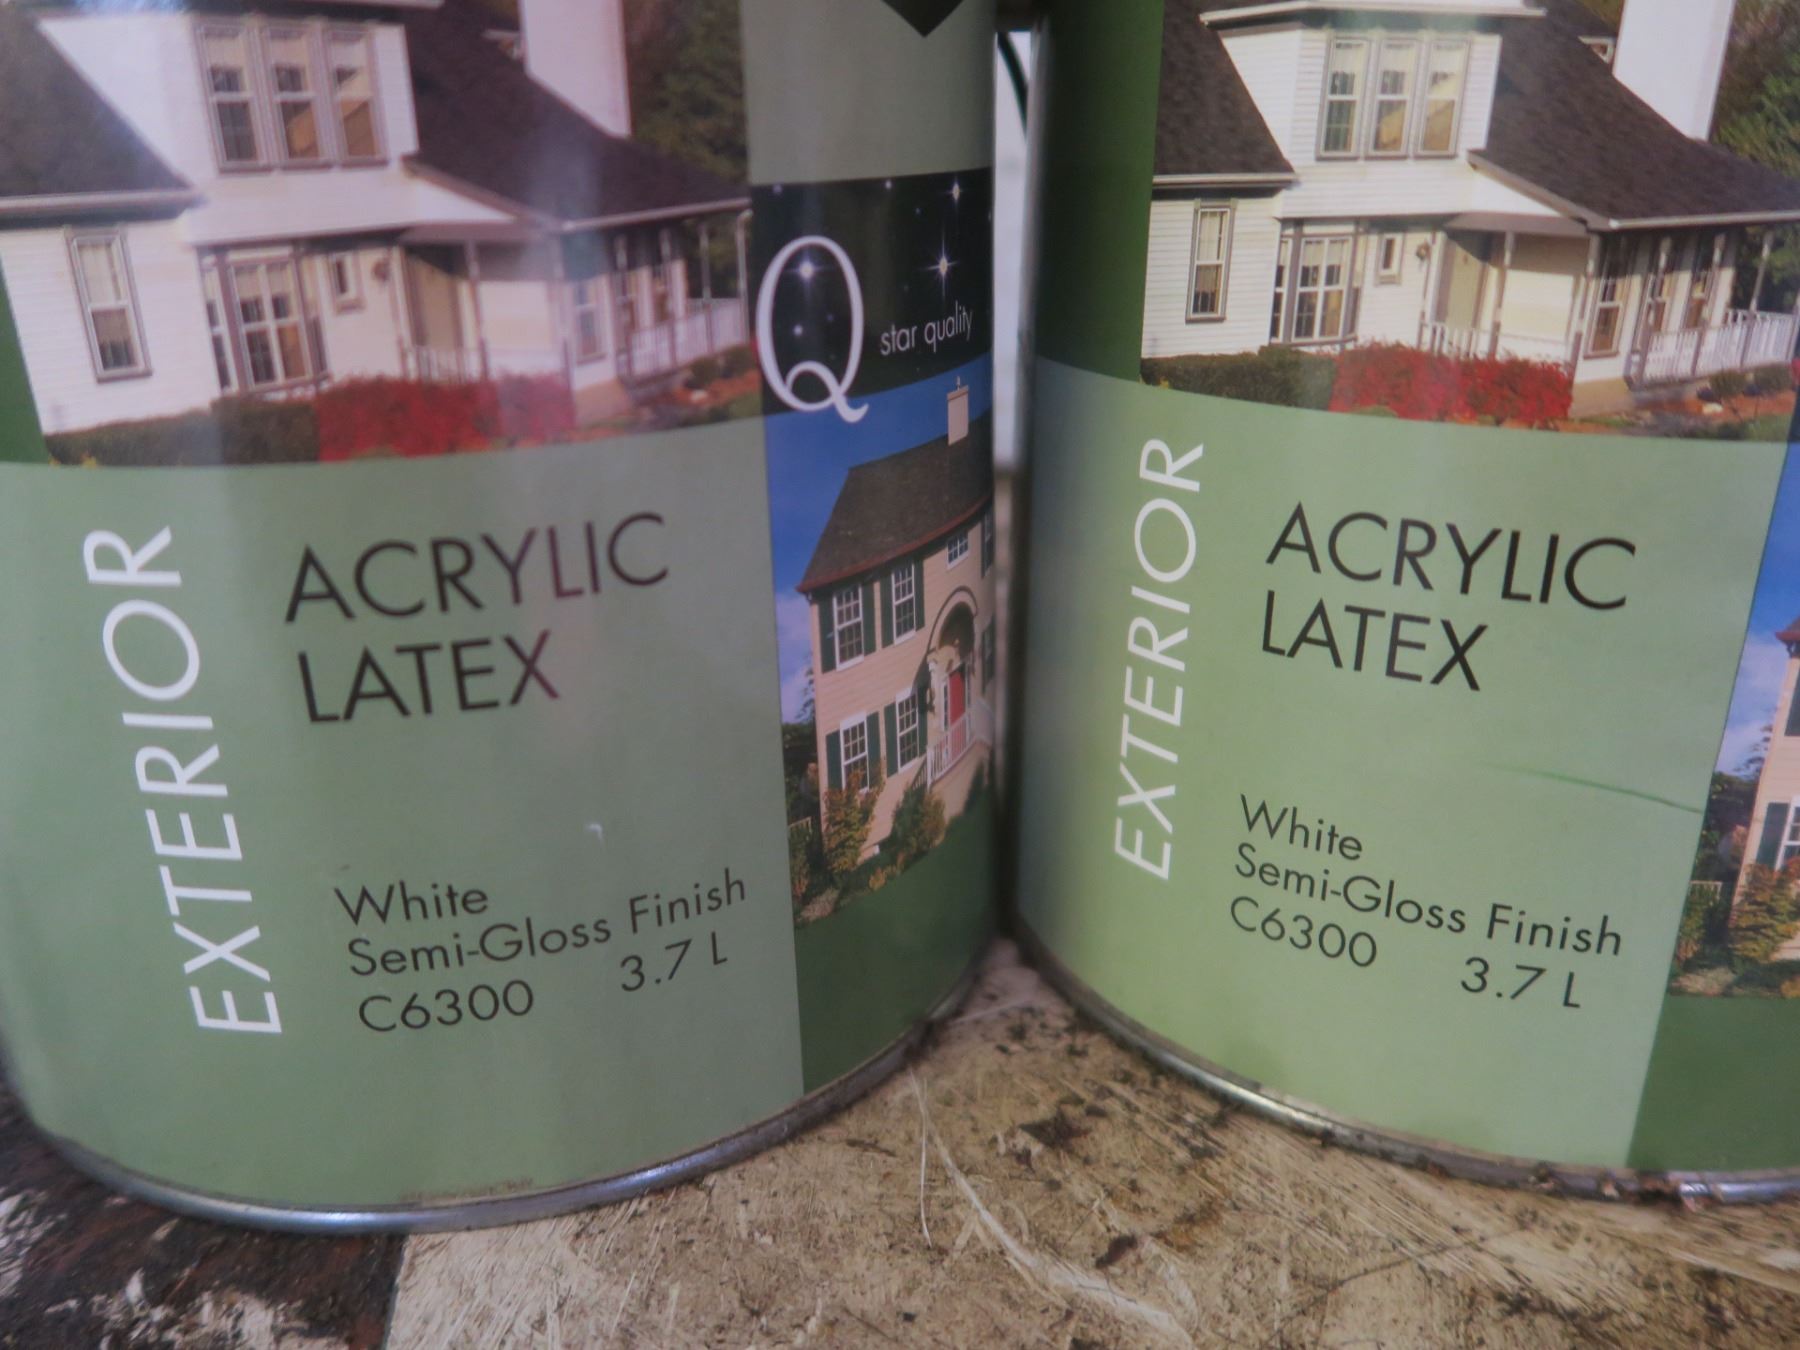 Q star quality
EXTERIOR
ACRYLIC
LATEX
White
Semi-Gloss Finish
C6300 3.7 L
EXTERIOR
ACRYLIC
LATEX
White
Semi-Gloss Finish
C6300 3.7 L